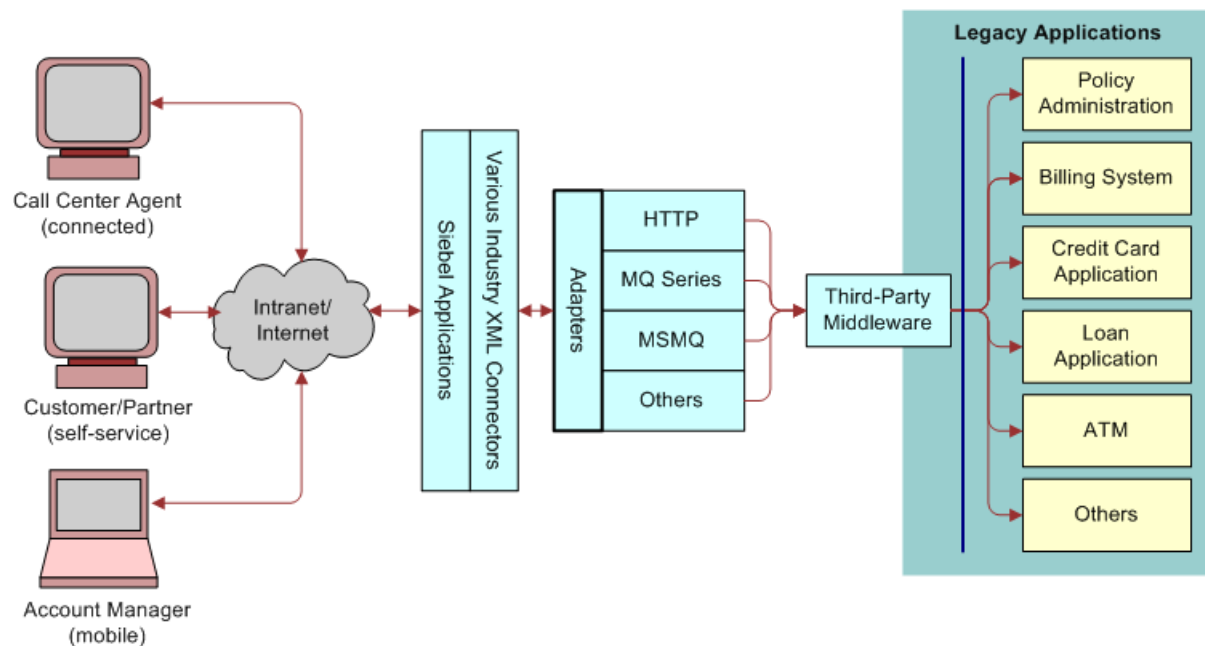 Legacy Applications
Call Center Agent
(connected)
Customer/Partner
(self-service)
Account Manager
(mobile)
Intranet/
Internet
Siebel Applications
Various Industry XML Connectors
Adapters
HTTP
MQ Series
MSMQ
Others
Third-Party
Middleware
Policy
Administration
Billing System
Credit Card
Application
Loan
Application
ATM
Others